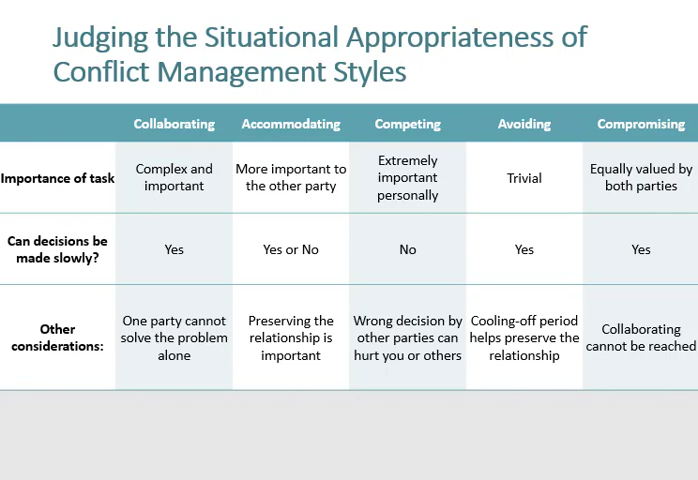 Judging the Situational Appropriateness of
Conflict Management Styles
Collaborating Accommodating Competing Avoiding Compromising
Importance of task
Complex and
important
More important to
the other party
Extremely
important
personally
Trivial
Equally valued by
both parties
Can decisions be
made slowly?
Yes
Yes or No
No
Yes
Yes
Other
considerations:
One party cannot
solve the problem
alone
Preserving the
relationship is
important
Wrong decision by
other parties can
hurt you or others
Cooling-off period
helps preserve the
relationship
Collaborating
cannot be reached